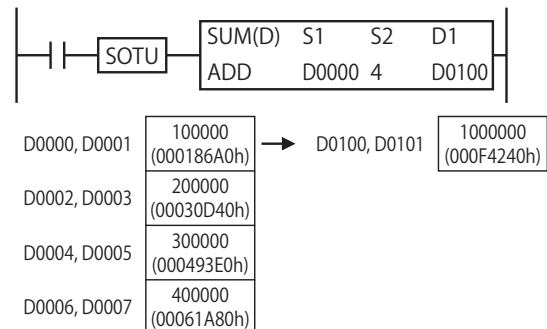 SOTU
SUM(D) S1 S2 D1
ADD D0000 4 D0100
D0000, D0001 100000 (000186A0h) D0100, D0101 1000000 (000F4240h)
D0002, D0003 200000 (00030D40h)
D0004, D0005 300000 (000493E0h)
D0006, D0007 400000 (00061A80h)